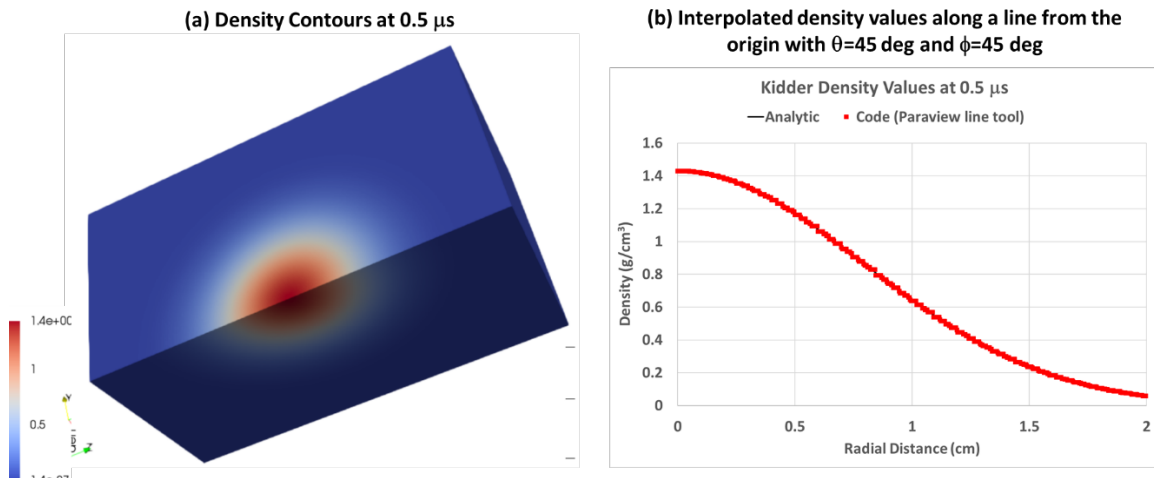 (a) Density Contours at 0.5 μs
1.4e+00
1
0.5
Y
Z
(b) Interpolated density values along a line from the
origin with θ=45 deg and ϕ=45 deg
Kidder Density Values at 0.5 μs
—Analytic ▪ Code (Paraview line tool)
Density (g/cm³)
1.6
1.4
1.2
1
0.8
0.6
0.4
0.2
0
0 0.5 1 1.5 2
Radial Distance (cm)